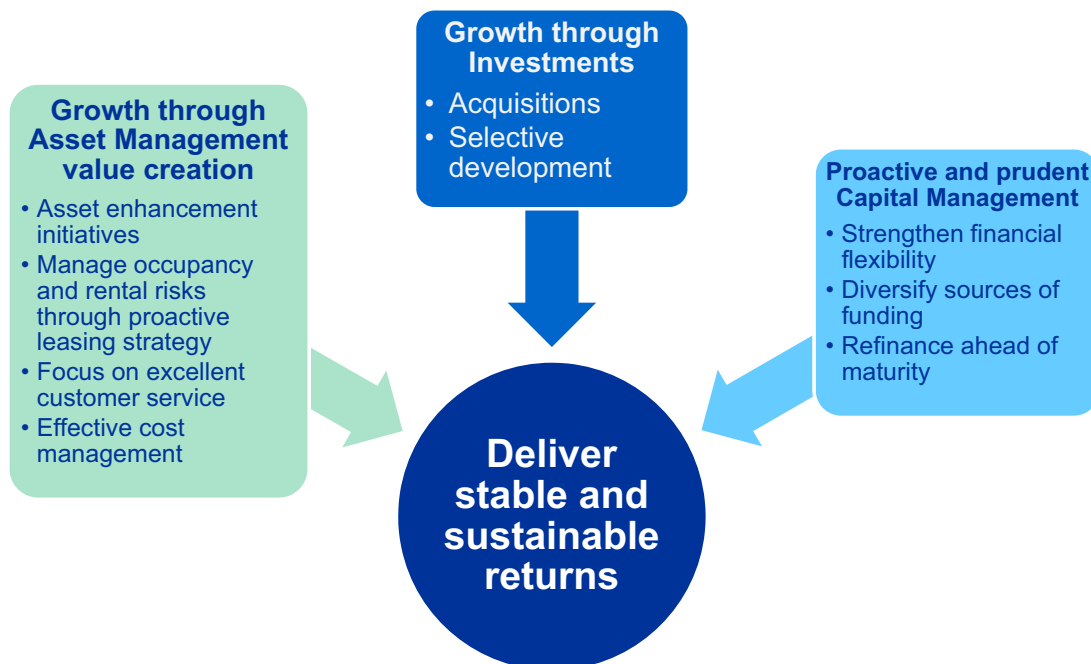 Growth through
Asset Management
value creation
• Asset enhancement
initiatives
• Manage occupancy
and rental risks
through proactive
leasing strategy
• Focus on excellent
customer service
• Effective cost
management
Growth through
Investments
• Acquisitions
• Selective
development
Proactive and prudent
Capital Management
• Strengthen financial
flexibility
• Diversify sources of
funding
• Refinance ahead of
maturity
Deliver
stable and
sustainable
returns